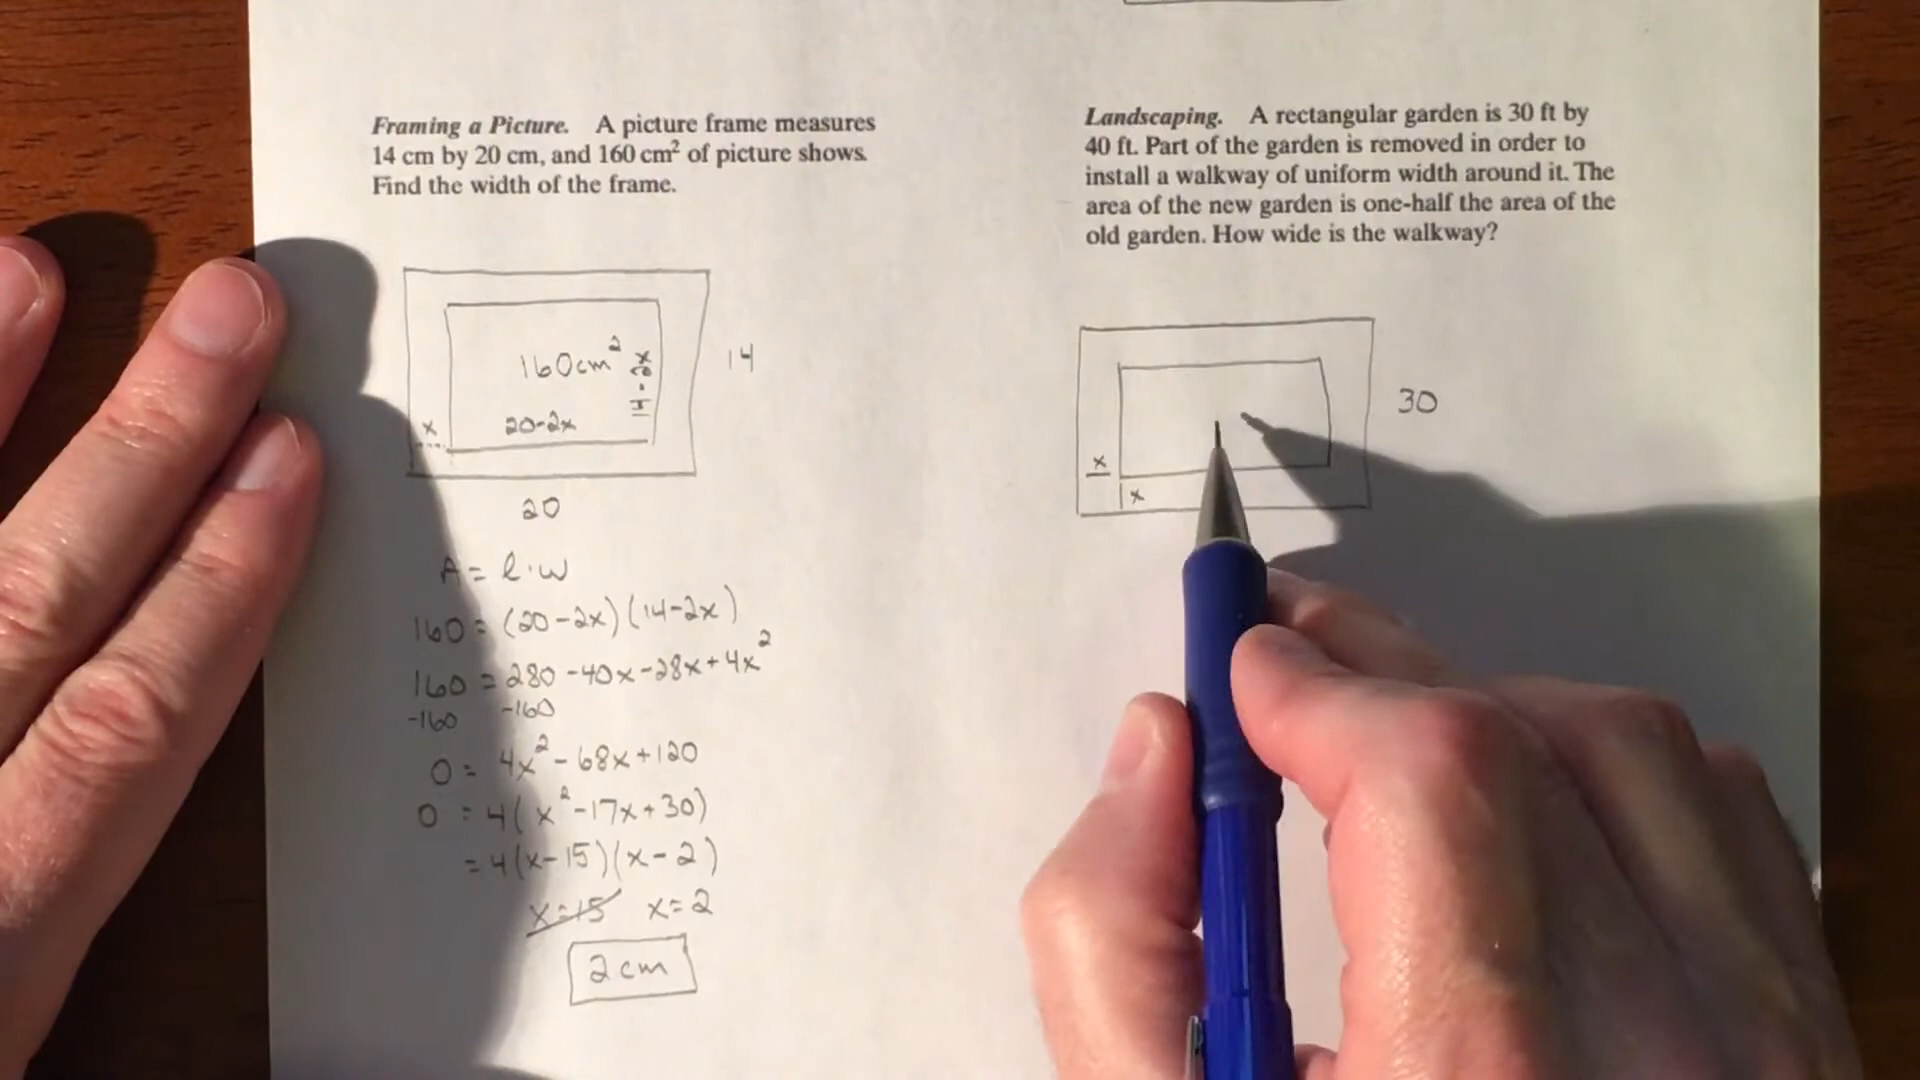 Framing a Picture. A picture frame measures
14 cm by 20 cm, and 160 cm² of picture shows.
Find the width of the frame.
160cm²
14-2x
x
20-2x
14
20
A = l·w
160 = (20-2x)(14-2x)
160 = 280 -40x-28x+4x²
-160 -160
0 = 4x²-68x+120
0 = 4(x²-17x+30)
= 4(x-15)(x-2)
x=15 x=2
2cm
Landscaping. A rectangular garden is 30 ft by
40 ft. Part of the garden is removed in order to
install a walkway of uniform width around it. The
area of the new garden is one-half the area of the
old garden. How wide is the walkway?
30
x
x